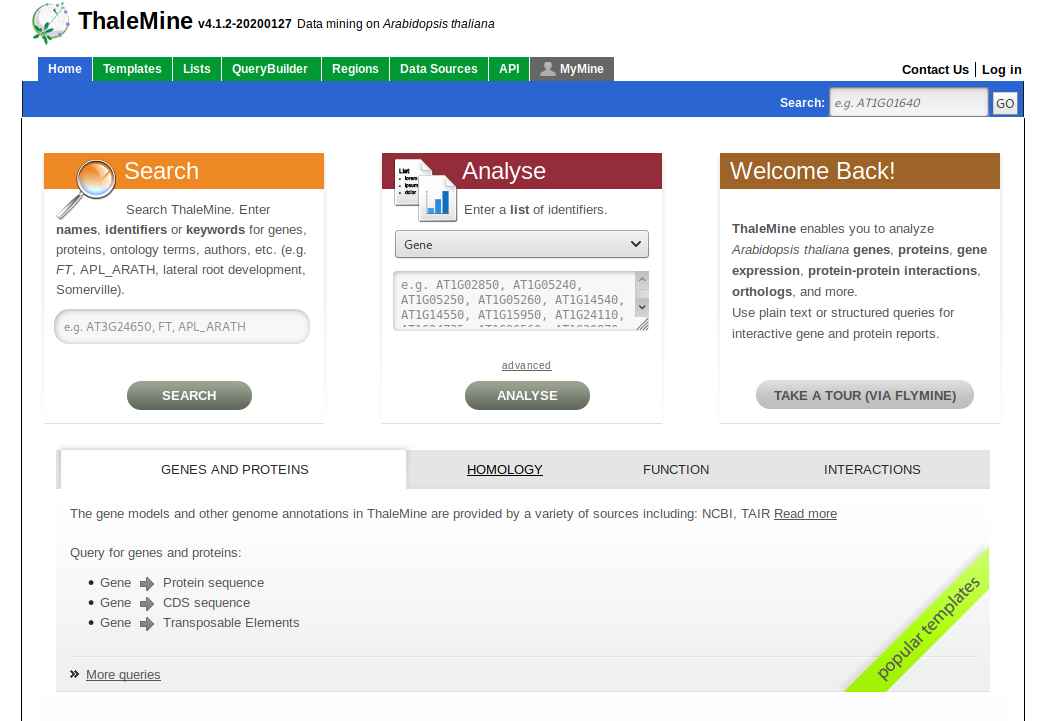 ThaleMine v4.1.2-20200127 Data mining on Arabidopsis thaliana
Home Templates Lists QueryBuilder Regions Data Sources API MyMine
Contact Us | Log in
Search: e.g. AT1G01640 GO
Search
Search ThaleMine. Enter
names, identifiers or keywords for genes,
proteins, ontology terms, authors, etc. (e.g.
FT, APL_ARATH, lateral root development,
Somerville).
e.g. AT3G24650, FT, APL_ARATH
SEARCH
List
lorem
ipsum
dolor
Analyse
Enter a list of identifiers.
Gene
e.g. AT1G02850, AT1G05240,
AT1G05250, AT1G05260, AT1G14540,
AT1G14550, AT1G15950, AT1G24110,
advanced
ANALYSE
Welcome Back!
ThaleMine enables you to analyze
Arabidopsis thaliana genes, proteins, gene
expression, protein-protein interactions,
orthologs, and more.
Use plain text or structured queries for
interactive gene and protein reports.
TAKE A TOUR (VIA FLYMINE)
GENES AND PROTEINS HOMOLOGY FUNCTION INTERACTIONS
The gene models and other genome annotations in ThaleMine are provided by a variety of sources including: NCBI, TAIR Read more
Query for genes and proteins:
• Gene Protein sequence
• Gene CDS sequence
• Gene Transposable Elements
» More queries
popular templates